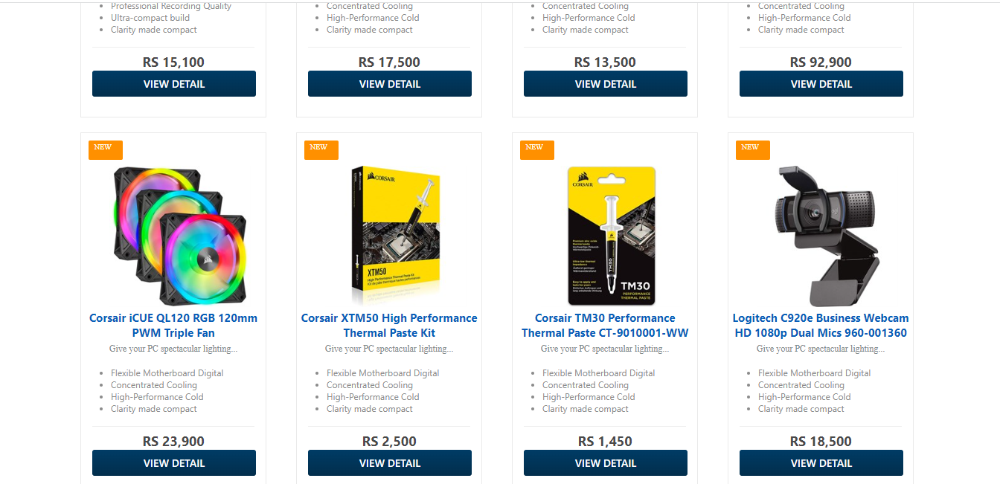 Professional Recording Quality
Ultra-compact build
Clarity made compact
RS 15,100
VIEW DETAIL
Concentrated Cooling
High-Performance Cold
Clarity made compact
RS 17,500
VIEW DETAIL
Concentrated Cooling
High-Performance Cold
Clarity made compact
RS 13,500
VIEW DETAIL
Concentrated Cooling
High-Performance Cold
Clarity made compact
RS 92,900
VIEW DETAIL
NEW
Corsair iCUE QL120 RGB 120mm
PWM Triple Fan
Give your PC spectacular lighting...
Flexible Motherboard Digital
Concentrated Cooling
High-Performance Cold
Clarity made compact
RS 23,900
VIEW DETAIL
NEW
CORSAIR
XTM50
High Performance Thermal Paste Kit
Corsair XTM50 High Performance
Thermal Paste Kit
Give your PC spectacular lighting...
Flexible Motherboard Digital
Concentrated Cooling
High-Performance Cold
Clarity made compact
RS 2,500
VIEW DETAIL
NEW
CORSAIR
TM30
TM30
PERFORMANCE
THERMAL PASTE
Corsair TM30 Performance
Thermal Paste CT-9010001-WW
Give your PC spectacular lighting...
Flexible Motherboard Digital
Concentrated Cooling
High-Performance Cold
Clarity made compact
RS 1,450
VIEW DETAIL
NEW
logi
Logitech C920e Business Webcam
HD 1080p Dual Mics 960-001360
Give your PC spectacular lighting...
Flexible Motherboard Digital
Concentrated Cooling
High-Performance Cold
Clarity made compact
RS 18,500
VIEW DETAIL